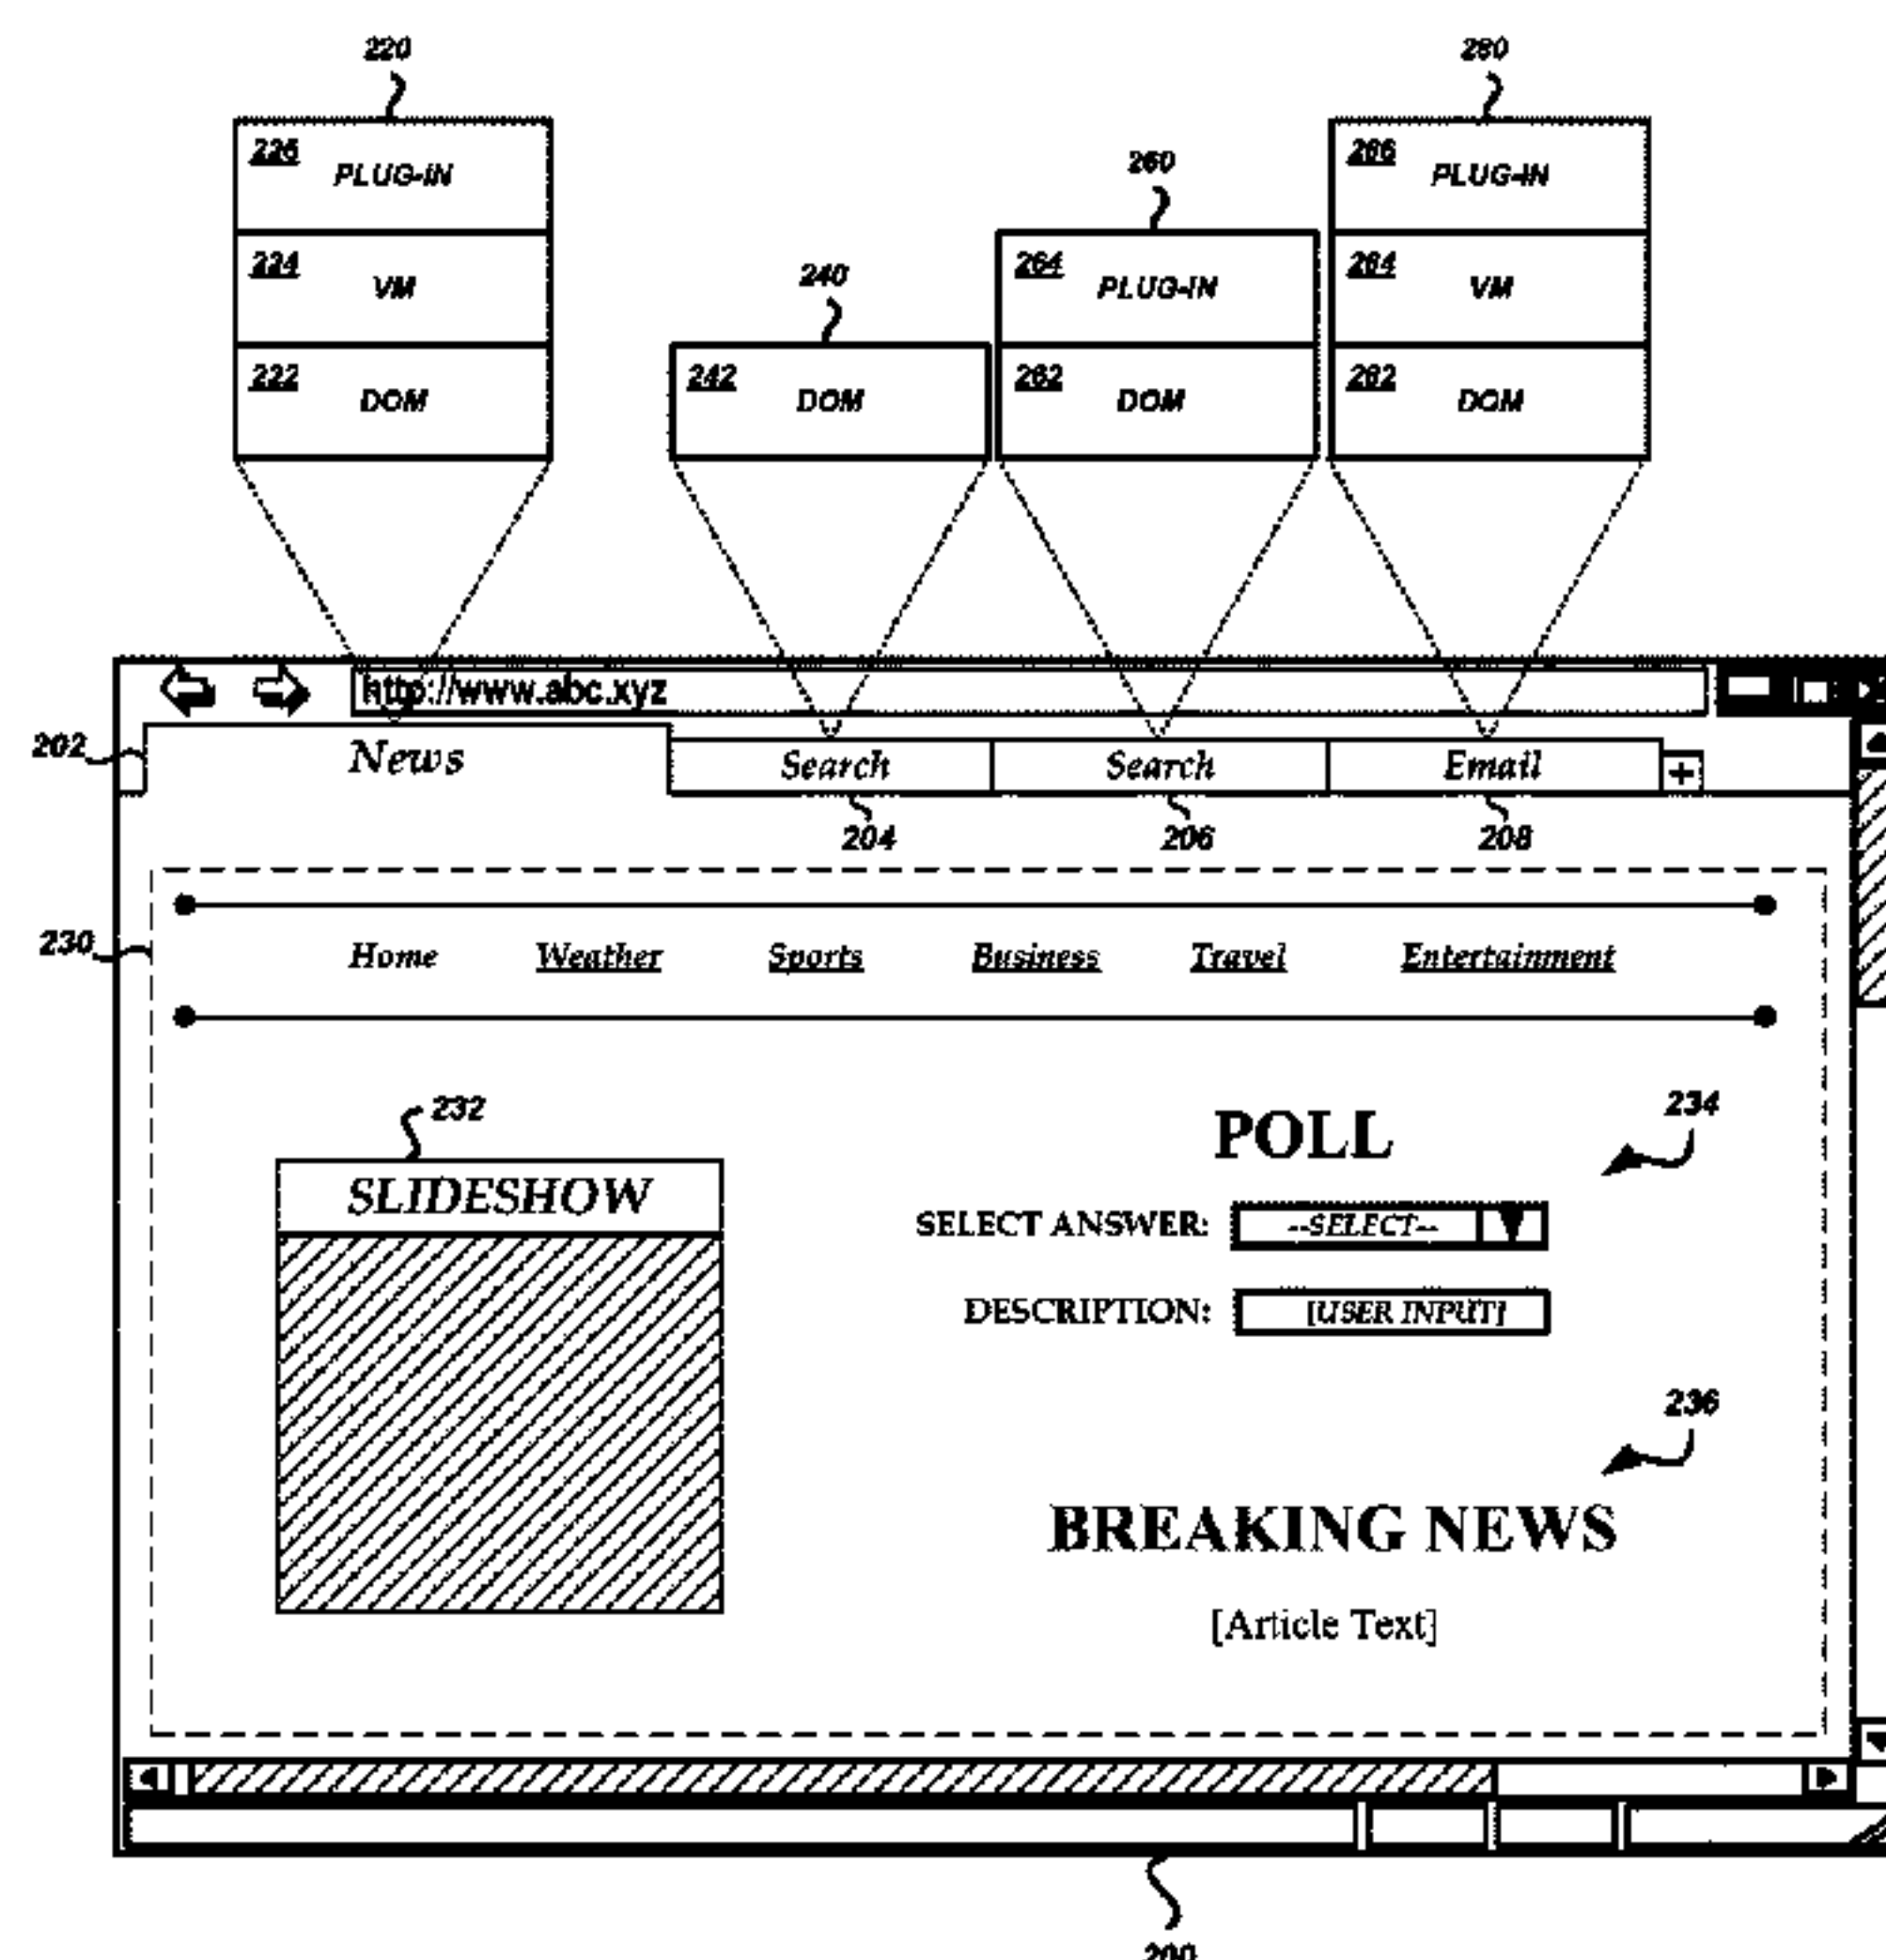 220
280
226 PLUG-IN
260
286 PLUG-IN
224 VM
240
264 PLUG-IN
284 VM
222 DOM
242 DOM
262 DOM
282 DOM
http://www.abc.xyz
202
News
Search
Search
Email
+
204
206
208
230
Home Weather Sports Business Travel Entertainment
232
234
SLIDESHOW
POLL
SELECT ANSWER: --SELECT--
DESCRIPTION: [USER INPUT]
236
BREAKING NEWS
[Article Text]
200